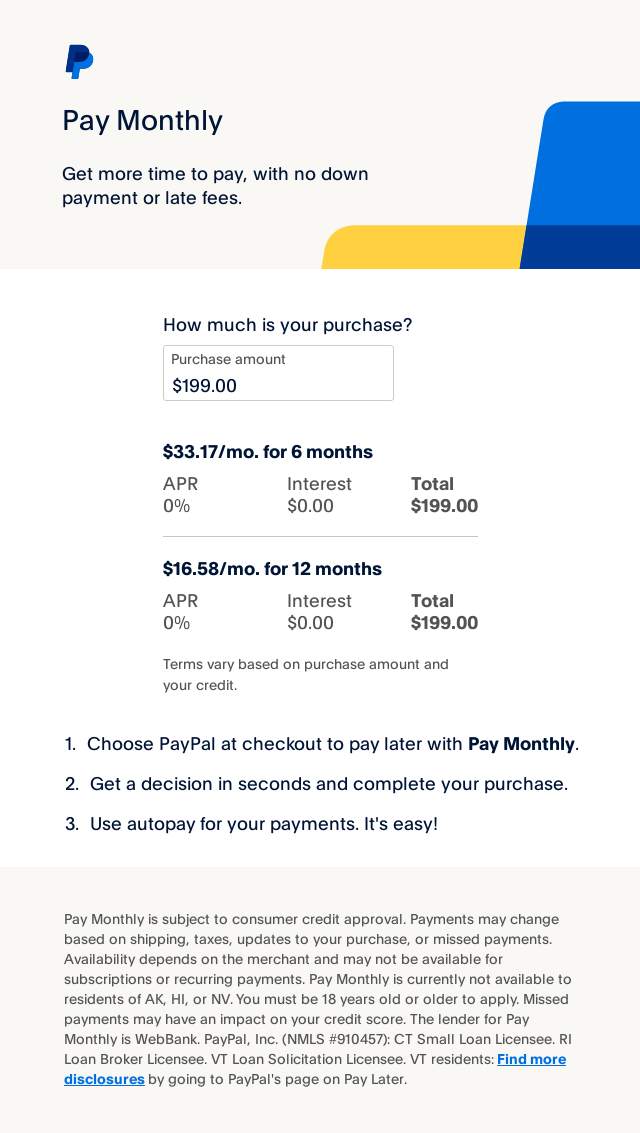 Pay Monthly
Get more time to pay, with no down
payment or late fees.
How much is your purchase?
Purchase amount
$199.00
$33.17/mo. for 6 months
APR Interest Total
0% $0.00 $199.00
$16.58/mo. for 12 months
APR Interest Total
0% $0.00 $199.00
Terms vary based on purchase amount and
your credit.
1. Choose PayPal at checkout to pay later with Pay Monthly.
2. Get a decision in seconds and complete your purchase.
3. Use autopay for your payments. It's easy!
Pay Monthly is subject to consumer credit approval. Payments may change
based on shipping, taxes, updates to your purchase, or missed payments.
Availability depends on the merchant and may not be available for
subscriptions or recurring payments. Pay Monthly is currently not available to
residents of AK, HI, or NV. You must be 18 years old or older to apply. Missed
payments may have an impact on your credit score. The lender for Pay
Monthly is WebBank. PayPal, Inc. (NMLS #910457): CT Small Loan Licensee. RI
Loan Broker Licensee. VT Loan Solicitation Licensee. VT residents: Find more
disclosures by going to PayPal's page on Pay Later.